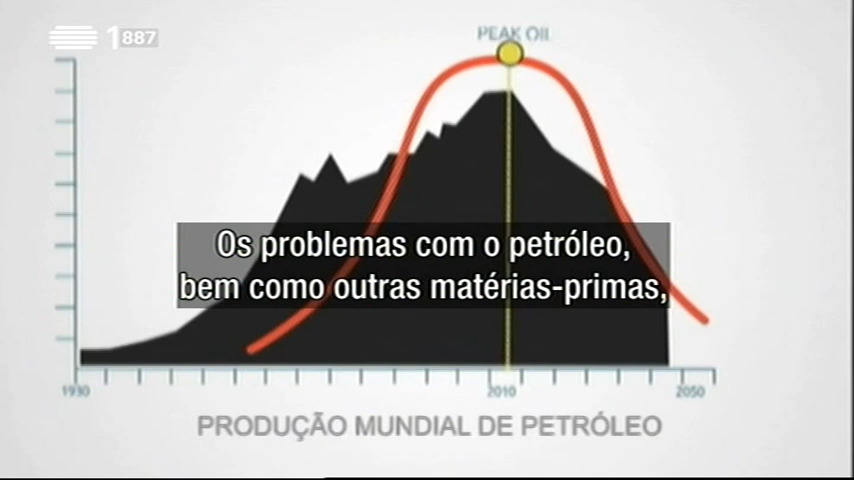 1 887
PEAK OIL
Os problemas com o petróleo,
bem como outras matérias-primas,
1930 2010 2050
PRODUÇÃO MUNDIAL DE PETRÓLEO